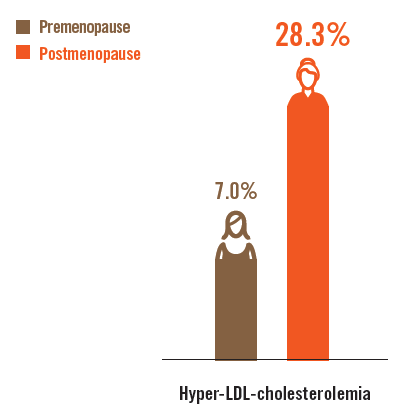 Premenopause
Postmenopause
28.3%
7.0%
Hyper-LDL-cholesterolemia